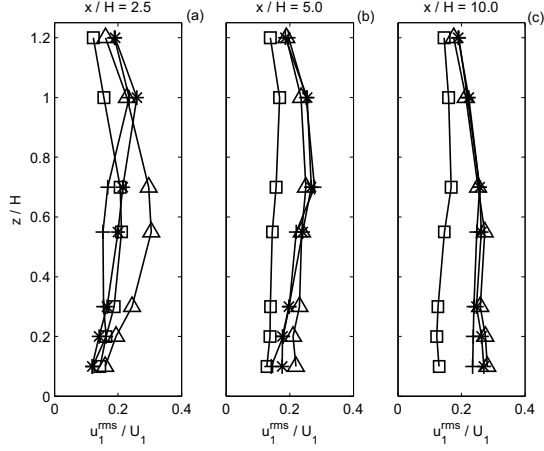 x / H = 2.5
(a)
x / H = 5.0
(b)
x / H = 10.0
(c)
1.2
1
0.8
0.6
0.4
0.2
0
z / H
0 0.2 0.4
0 0.2 0.4
0 0.2 0.4
u₁ʳᵐˢ / U₁
u₁ʳᵐˢ / U₁
u₁ʳᵐˢ / U₁